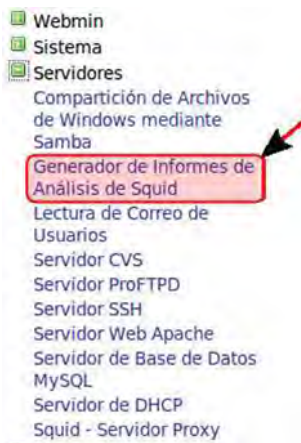 Webmin
Sistema
Servidores
Compartición de Archivos
de Windows mediante
Samba
Generador de Informes de
Análisis de Squid
Lectura de Correo de
Usuarios
Servidor CVS
Servidor ProFTPD
Servidor SSH
Servidor Web Apache
Servidor de Base de Datos
MySQL
Servidor de DHCP
Squid - Servidor Proxy